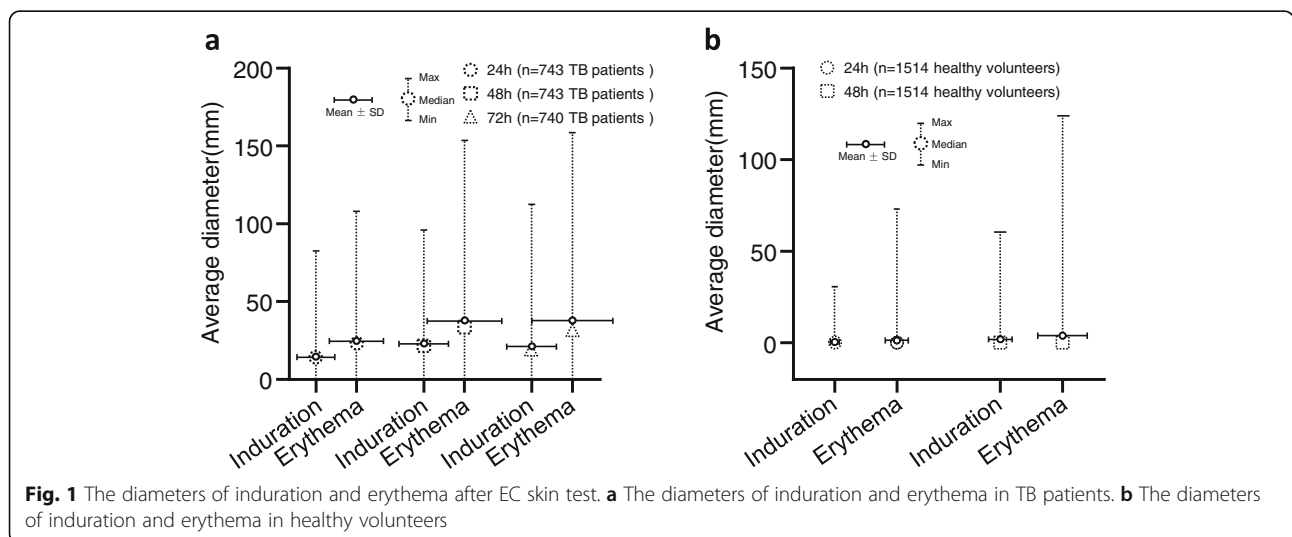 a
200
150
100
50
0
Average diameter(mm)
Mean ± SD
Max
Median
Min
24h (n=743 TB patients )
48h (n=743 TB patients )
72h (n=740 TB patients )
Induration
Erythema
Induration
Erythema
Induration
Erythema
b
150
100
50
0
Average diameter(mm)
24h (n=1514 healthy volunteers)
48h (n=1514 healthy volunteers)
Mean ± SD
Max
Median
Min
Induration
Erythema
Induration
Erythema
Fig. 1 The diameters of induration and erythema after EC skin test. a The diameters of induration and erythema in TB patients. b The diameters
of induration and erythema in healthy volunteers